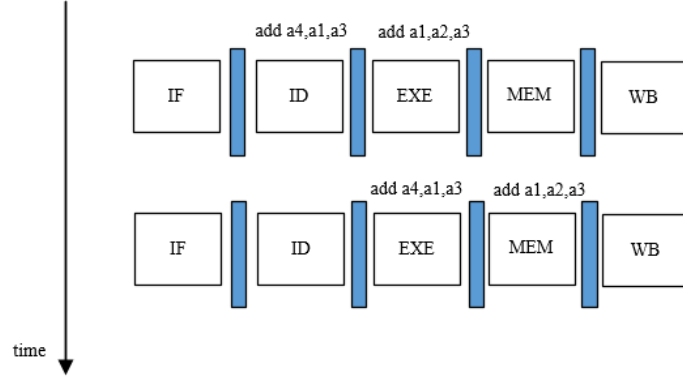 add a4,a1,a3 add a1,a2,a3
IF ID EXE MEM WB
add a4,a1,a3 add a1,a2,a3
IF ID EXE MEM WB
time